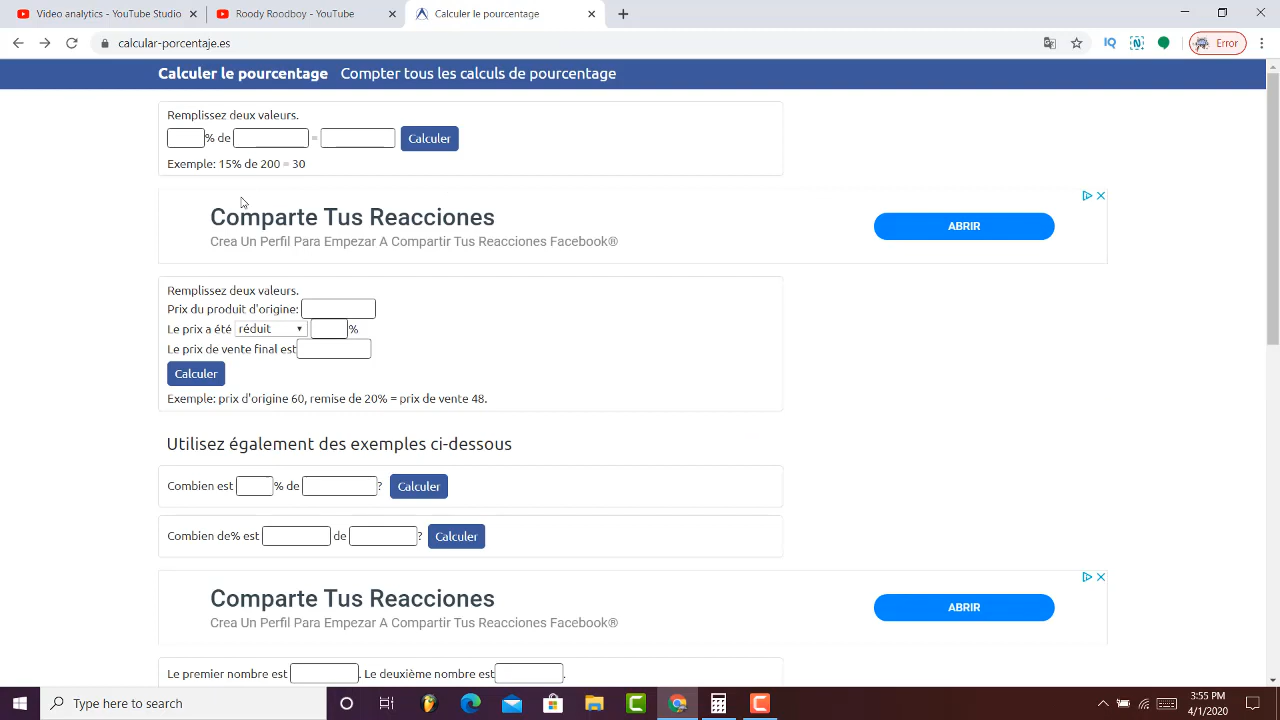 Video analytics - YouTube Studio
Roody Roodboy - YouTube
Calculer le pourcentage
calcular-porcentaje.es
Error
Calculer le pourcentage Compter tous les calculs de pourcentage
Remplissez deux valeurs.
% de = Calculer
Exemple: 15% de 200 = 30
Comparte Tus Reacciones
Crea Un Perfil Para Empezar A Compartir Tus Reacciones Facebook®
ABRIR
Remplissez deux valeurs.
Prix du produit d'origine:
Le prix a été réduit %
Le prix de vente final est
Calculer
Exemple: prix d'origine 60, remise de 20% = prix de vente 48.
Utilisez également des exemples ci-dessous
Combien est % de ? Calculer
Combien de% est de ? Calculer
Comparte Tus Reacciones
Crea Un Perfil Para Empezar A Compartir Tus Reacciones Facebook®
ABRIR
Le premier nombre est . Le deuxième nombre est .
Type here to search
3:55 PM
4/1/2020